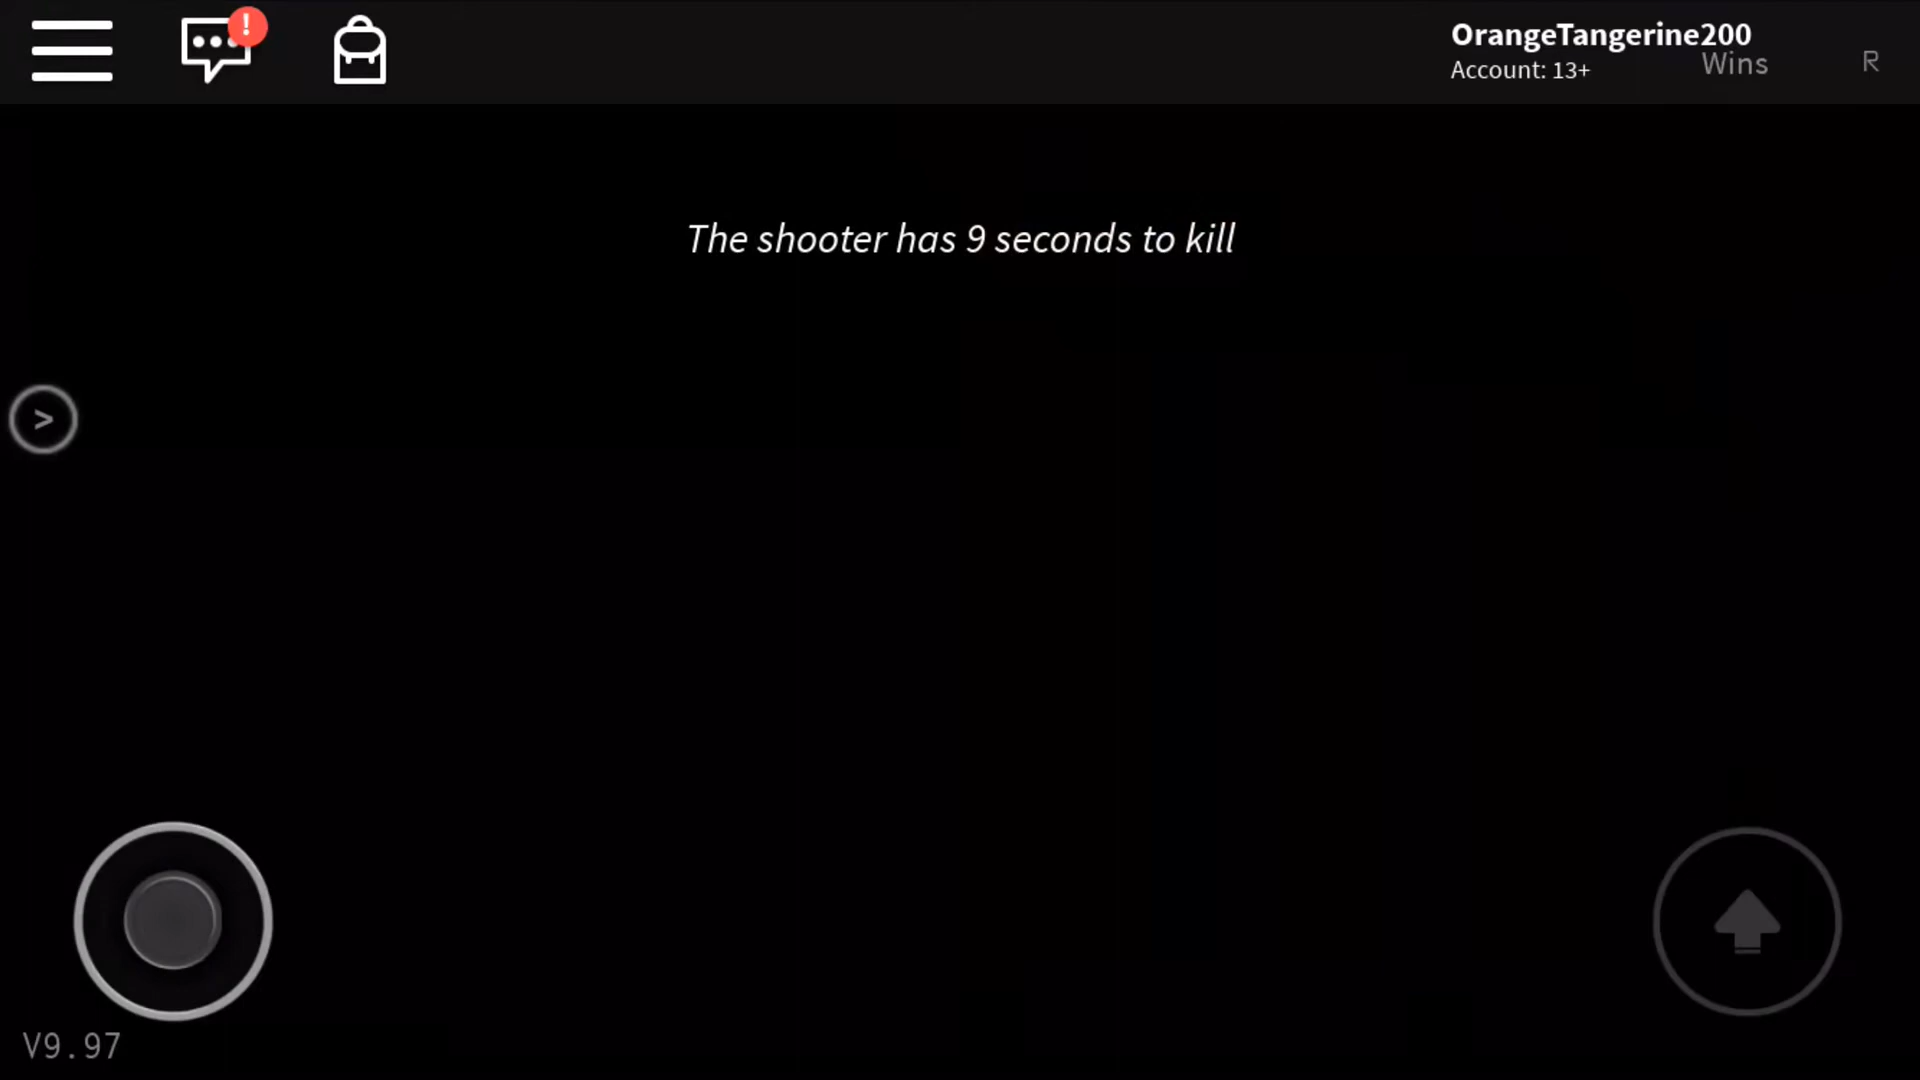 OrangeTangerine200
Account: 13+
Wins
R
The shooter has 9 seconds to kill
>
V9.97